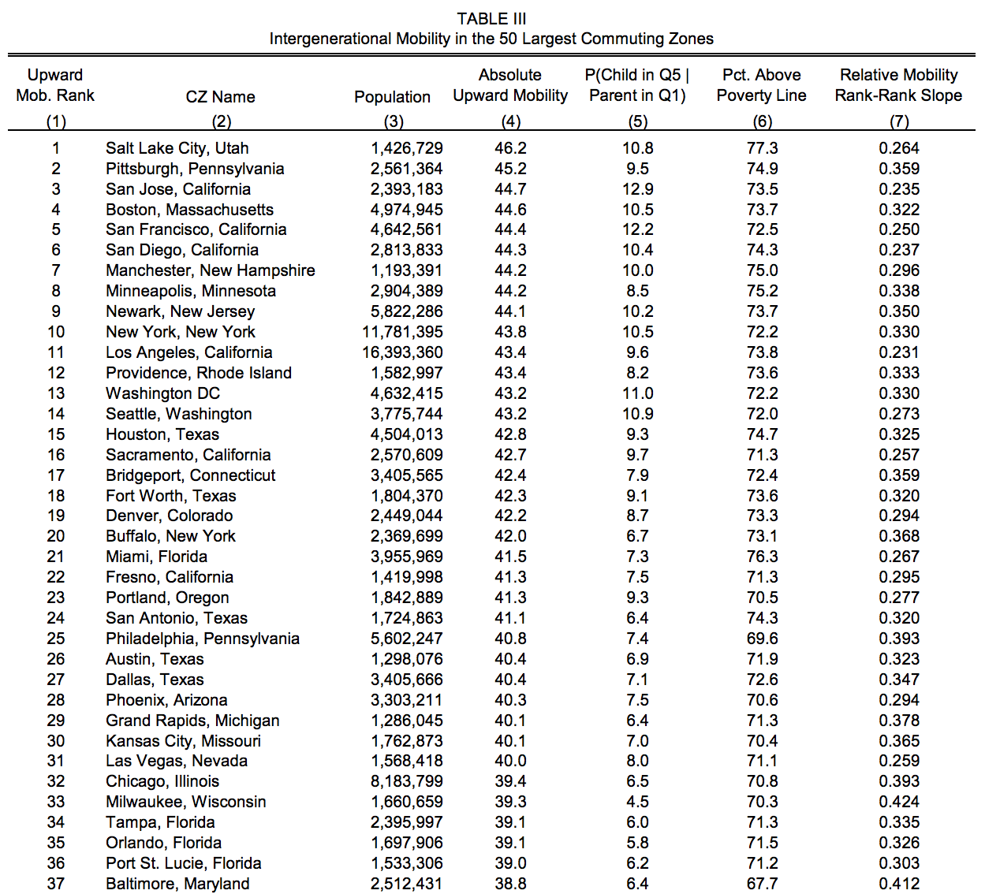 TABLE III
Intergenerational Mobility in the 50 Largest Commuting Zones
Upward Absolute P(Child in Q5 | Pct. Above Relative Mobility
Mob. Rank CZ Name Population Upward Mobility Parent in Q1) Poverty Line Rank-Rank Slope
(1) (2) (3) (4) (5) (6) (7)
1 Salt Lake City, Utah 1,426,729 46.2 10.8 77.3 0.264
2 Pittsburgh, Pennsylvania 2,561,364 45.2 9.5 74.9 0.359
3 San Jose, California 2,393,183 44.7 12.9 73.5 0.235
4 Boston, Massachusetts 4,974,945 44.6 10.5 73.7 0.322
5 San Francisco, California 4,642,561 44.4 12.2 72.5 0.250
6 San Diego, California 2,813,833 44.3 10.4 74.3 0.237
7 Manchester, New Hampshire 1,193,391 44.2 10.0 75.0 0.296
8 Minneapolis, Minnesota 2,904,389 44.2 8.5 75.2 0.338
9 Newark, New Jersey 5,822,286 44.1 10.2 73.7 0.350
10 New York, New York 11,781,395 43.8 10.5 72.2 0.330
11 Los Angeles, California 16,393,360 43.4 9.6 73.8 0.231
12 Providence, Rhode Island 1,582,997 43.4 8.2 73.6 0.333
13 Washington DC 4,632,415 43.2 11.0 72.2 0.330
14 Seattle, Washington 3,775,744 43.2 10.9 72.0 0.273
15 Houston, Texas 4,504,013 42.8 9.3 74.7 0.325
16 Sacramento, California 2,570,609 42.7 9.7 71.3 0.257
17 Bridgeport, Connecticut 3,405,565 42.4 7.9 72.4 0.359
18 Fort Worth, Texas 1,804,370 42.3 9.1 73.6 0.320
19 Denver, Colorado 2,449,044 42.2 8.7 73.3 0.294
20 Buffalo, New York 2,369,699 42.0 6.7 73.1 0.368
21 Miami, Florida 3,955,969 41.5 7.3 76.3 0.267
22 Fresno, California 1,419,998 41.3 7.5 71.3 0.295
23 Portland, Oregon 1,842,889 41.3 9.3 70.5 0.277
24 San Antonio, Texas 1,724,863 41.1 6.4 74.3 0.320
25 Philadelphia, Pennsylvania 5,602,247 40.8 7.4 69.6 0.393
26 Austin, Texas 1,298,076 40.4 6.9 71.9 0.323
27 Dallas, Texas 3,405,666 40.4 7.1 72.6 0.347
28 Phoenix, Arizona 3,303,211 40.3 7.5 70.6 0.294
29 Grand Rapids, Michigan 1,286,045 40.1 6.4 71.3 0.378
30 Kansas City, Missouri 1,762,873 40.1 7.0 70.4 0.365
31 Las Vegas, Nevada 1,568,418 40.0 8.0 71.1 0.259
32 Chicago, Illinois 8,183,799 39.4 6.5 70.8 0.393
33 Milwaukee, Wisconsin 1,660,659 39.3 4.5 70.3 0.424
34 Tampa, Florida 2,395,997 39.1 6.0 71.3 0.335
35 Orlando, Florida 1,697,906 39.1 5.8 71.5 0.326
36 Port St. Lucie, Florida 1,533,306 39.0 6.2 71.2 0.303
37 Baltimore, Maryland 2,512,431 38.8 6.4 67.7 0.412